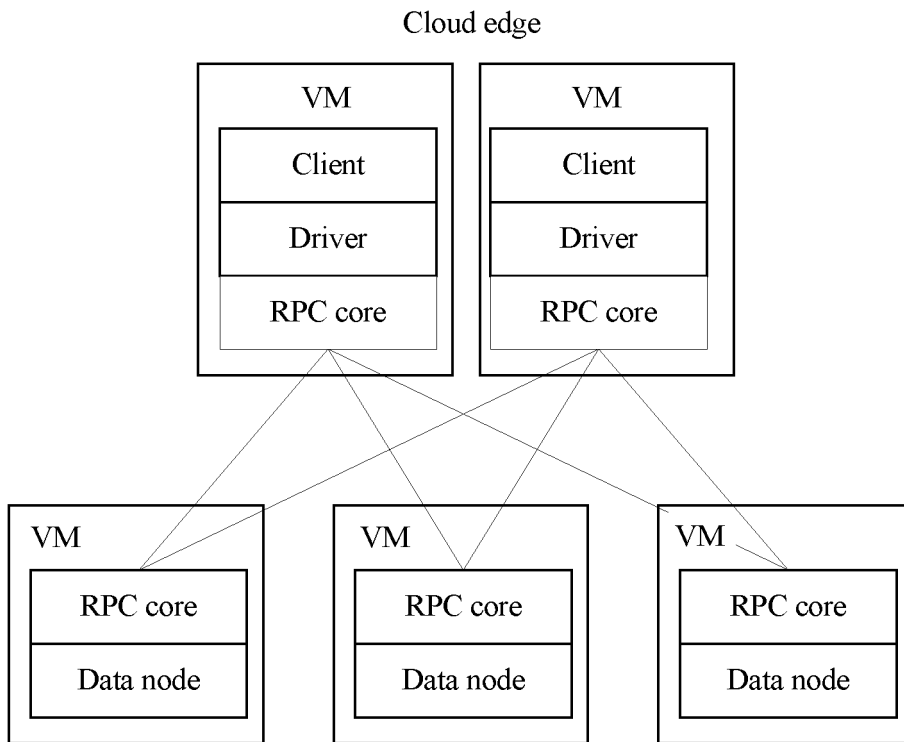 Cloud edge
VM
VM
Client
Client
Driver
Driver
RPC core
RPC core
VM
VM
VM
RPC core
RPC core
RPC core
Data node
Data node
Data node